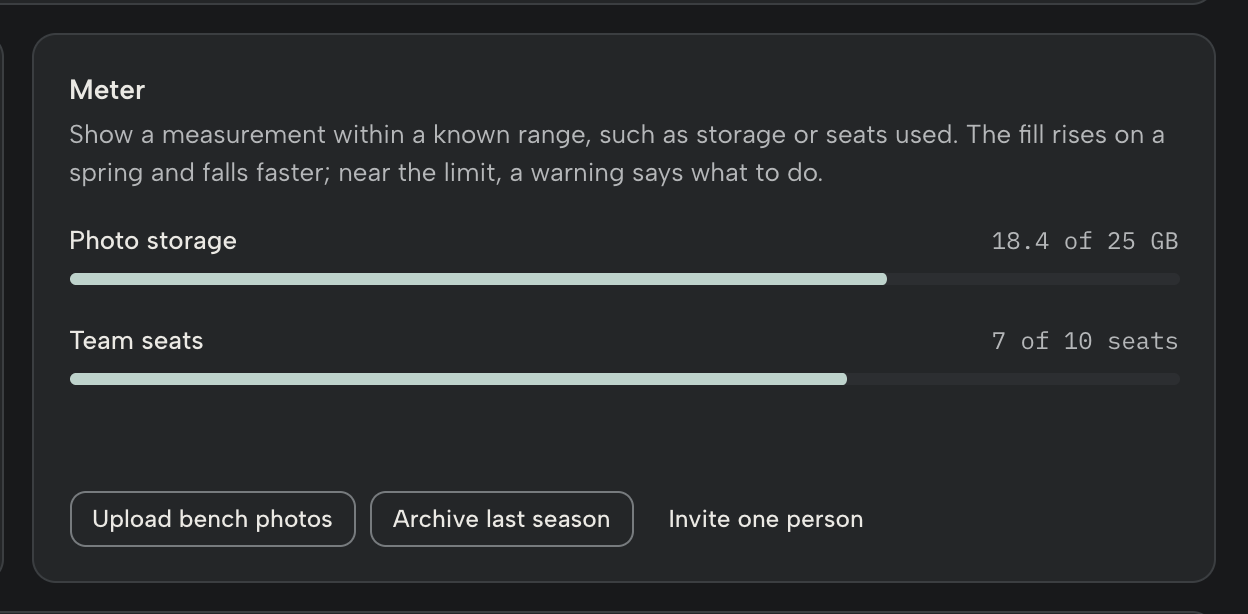 Meter
Show a measurement within a known range, such as storage or seats used. The fill rises on a
spring and falls faster; near the limit, a warning says what to do.
Photo storage
18.4 of 25 GB
Team seats
7 of 10 seats
Upload bench photos
Archive last season
Invite one person